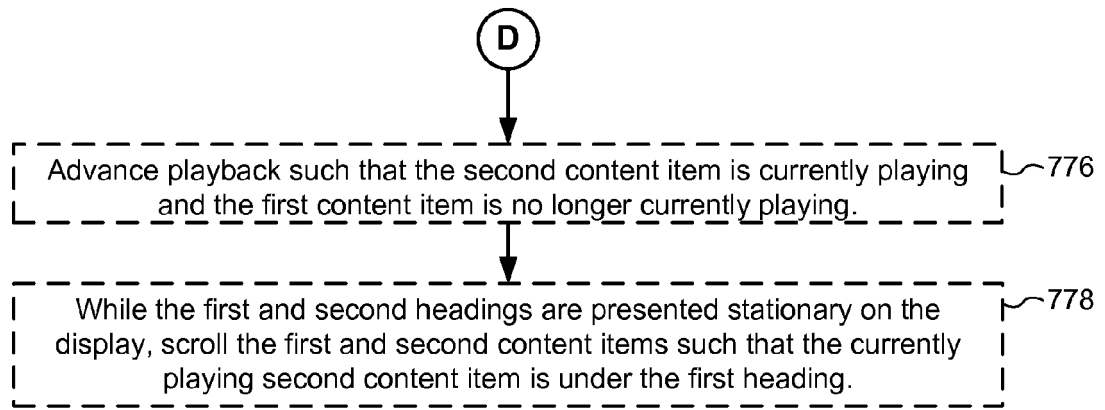 D
Advance playback such that the second content item is currently playing
and the first content item is no longer currently playing.
776
While the first and second headings are presented stationary on the
display, scroll the first and second content items such that the currently
playing second content item is under the first heading.
778